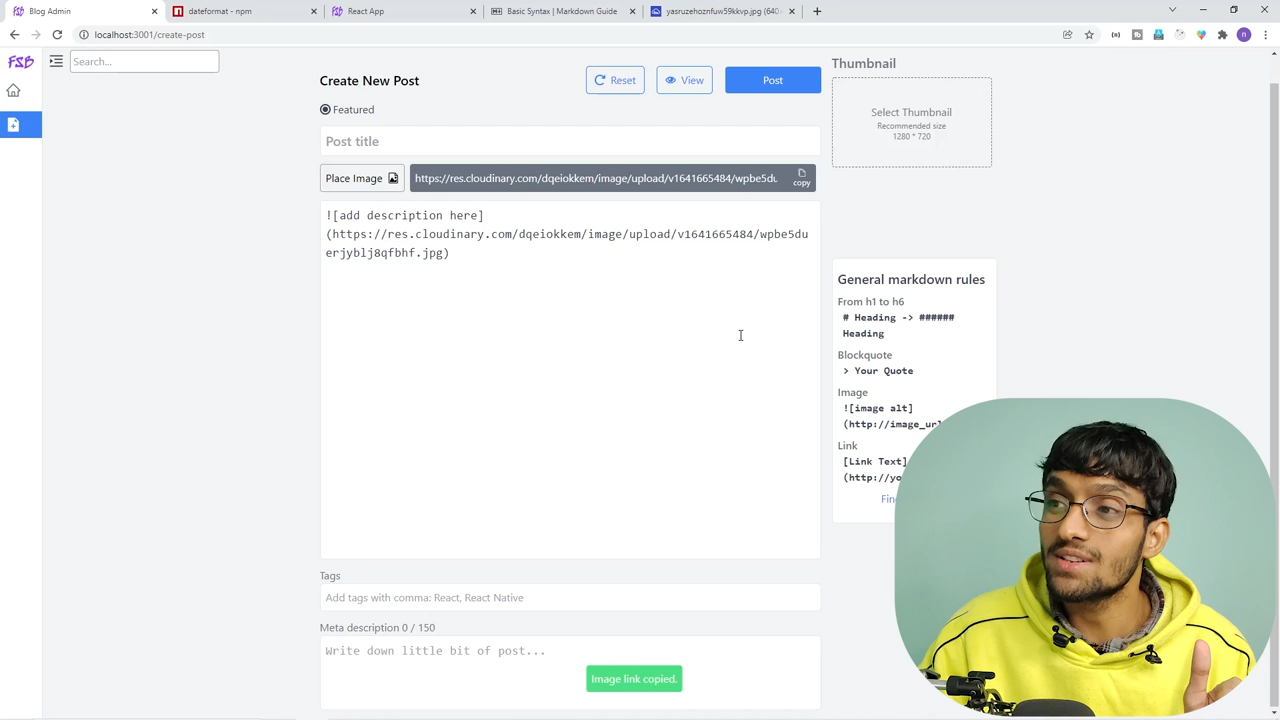 Blog Admin
dateformat - npm
React App
Basic Syntax | Markdown Guide
yasruzehoznfuw59kkvp.jpg (640
localhost:3001/create-post
n
FSB
Search...
Create New Post
Reset
View
Post
Featured
Post title
Place Image
https://res.cloudinary.com/dqeiokkem/image/upload/v1641665484/wpbe5du
copy
![add description here]
(https://res.cloudinary.com/dqeiokkem/image/upload/v1641665484/wpbe5du
erjyblj8qfbhf.jpg)
Tags
Add tags with comma: React, React Native
Meta description 0 / 150
Write down little bit of post...
Image link copied.
Thumbnail
Select Thumbnail
Recommended size
1280 * 720
General markdown rules
From h1 to h6
# Heading -> ######
Heading
Blockquote
> Your Quote
Image
![image alt]
(http://image_url
Link
[Link Text]
(http://yo